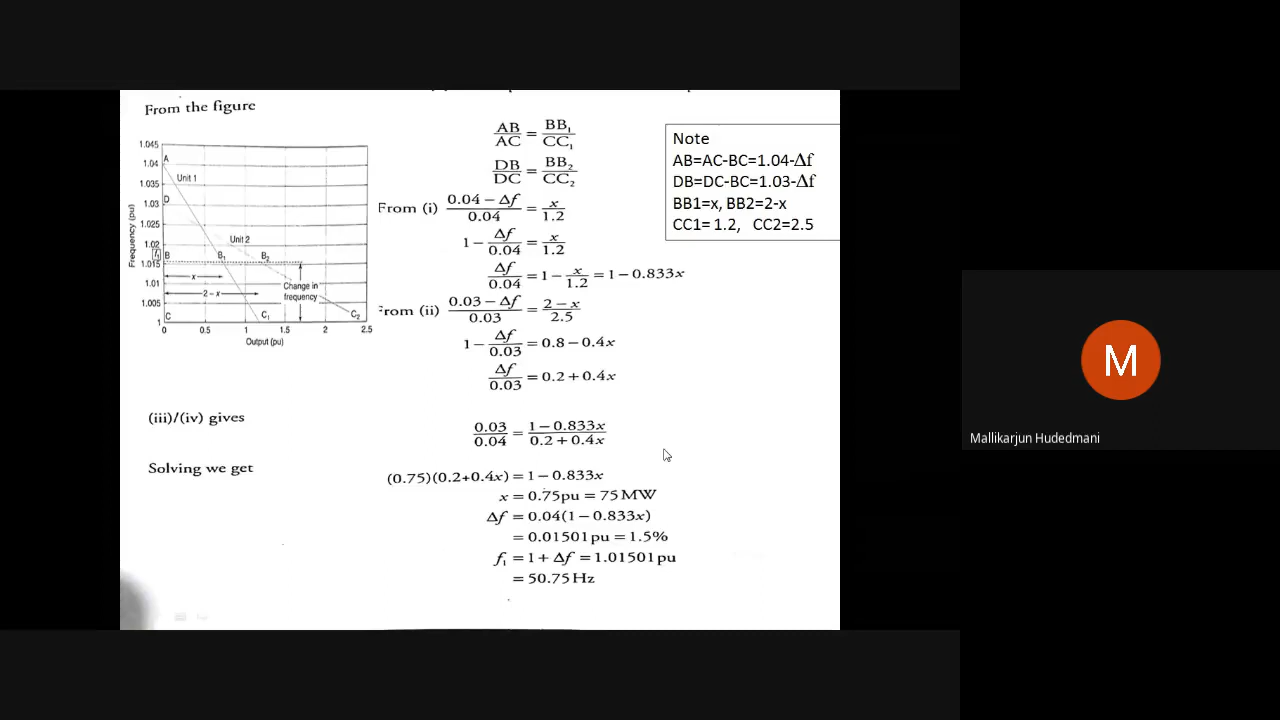 From the figure
AB/AC = BB₁/CC₁
DB/DC = BB₂/CC₂
From (i) (0.04 − Δf)/0.04 = x/1.2
1 − Δf/0.04 = x/1.2
Δf/0.04 = 1 − x/1.2 = 1 − 0.833x
From (ii) (0.03 − Δf)/0.03 = (2 − x)/2.5
1 − Δf/0.03 = 0.8 − 0.4x
Δf/0.03 = 0.2 + 0.4x
(iii)/(iv) gives
0.03/0.04 = (1 − 0.833x)/(0.2 + 0.4x)
Solving we get
(0.75)(0.2+0.4x) = 1 − 0.833x
x = 0.75pu = 75 MW
Δf = 0.04(1 − 0.833x)
= 0.01501 pu = 1.5%
f₁ = 1 + Δf = 1.01501 pu
= 50.75 Hz
1.045
1.04
1.035
1.03
1.025
1.02
1.015
1.01
1.005
1
Frequency (pu)
A
Unit 1
D
Unit 2
f₁
B
B₁
B₂
x
2 − x
Change in
frequency
C
C₁
C₂
0 0.5 1 1.5 2 2.5
Output (pu)
Note
AB=AC-BC=1.04-Δf
DB=DC-BC=1.03-Δf
BB1=x, BB2=2-x
CC1= 1.2, CC2=2.5
M
Mallikarjun Hudedmani